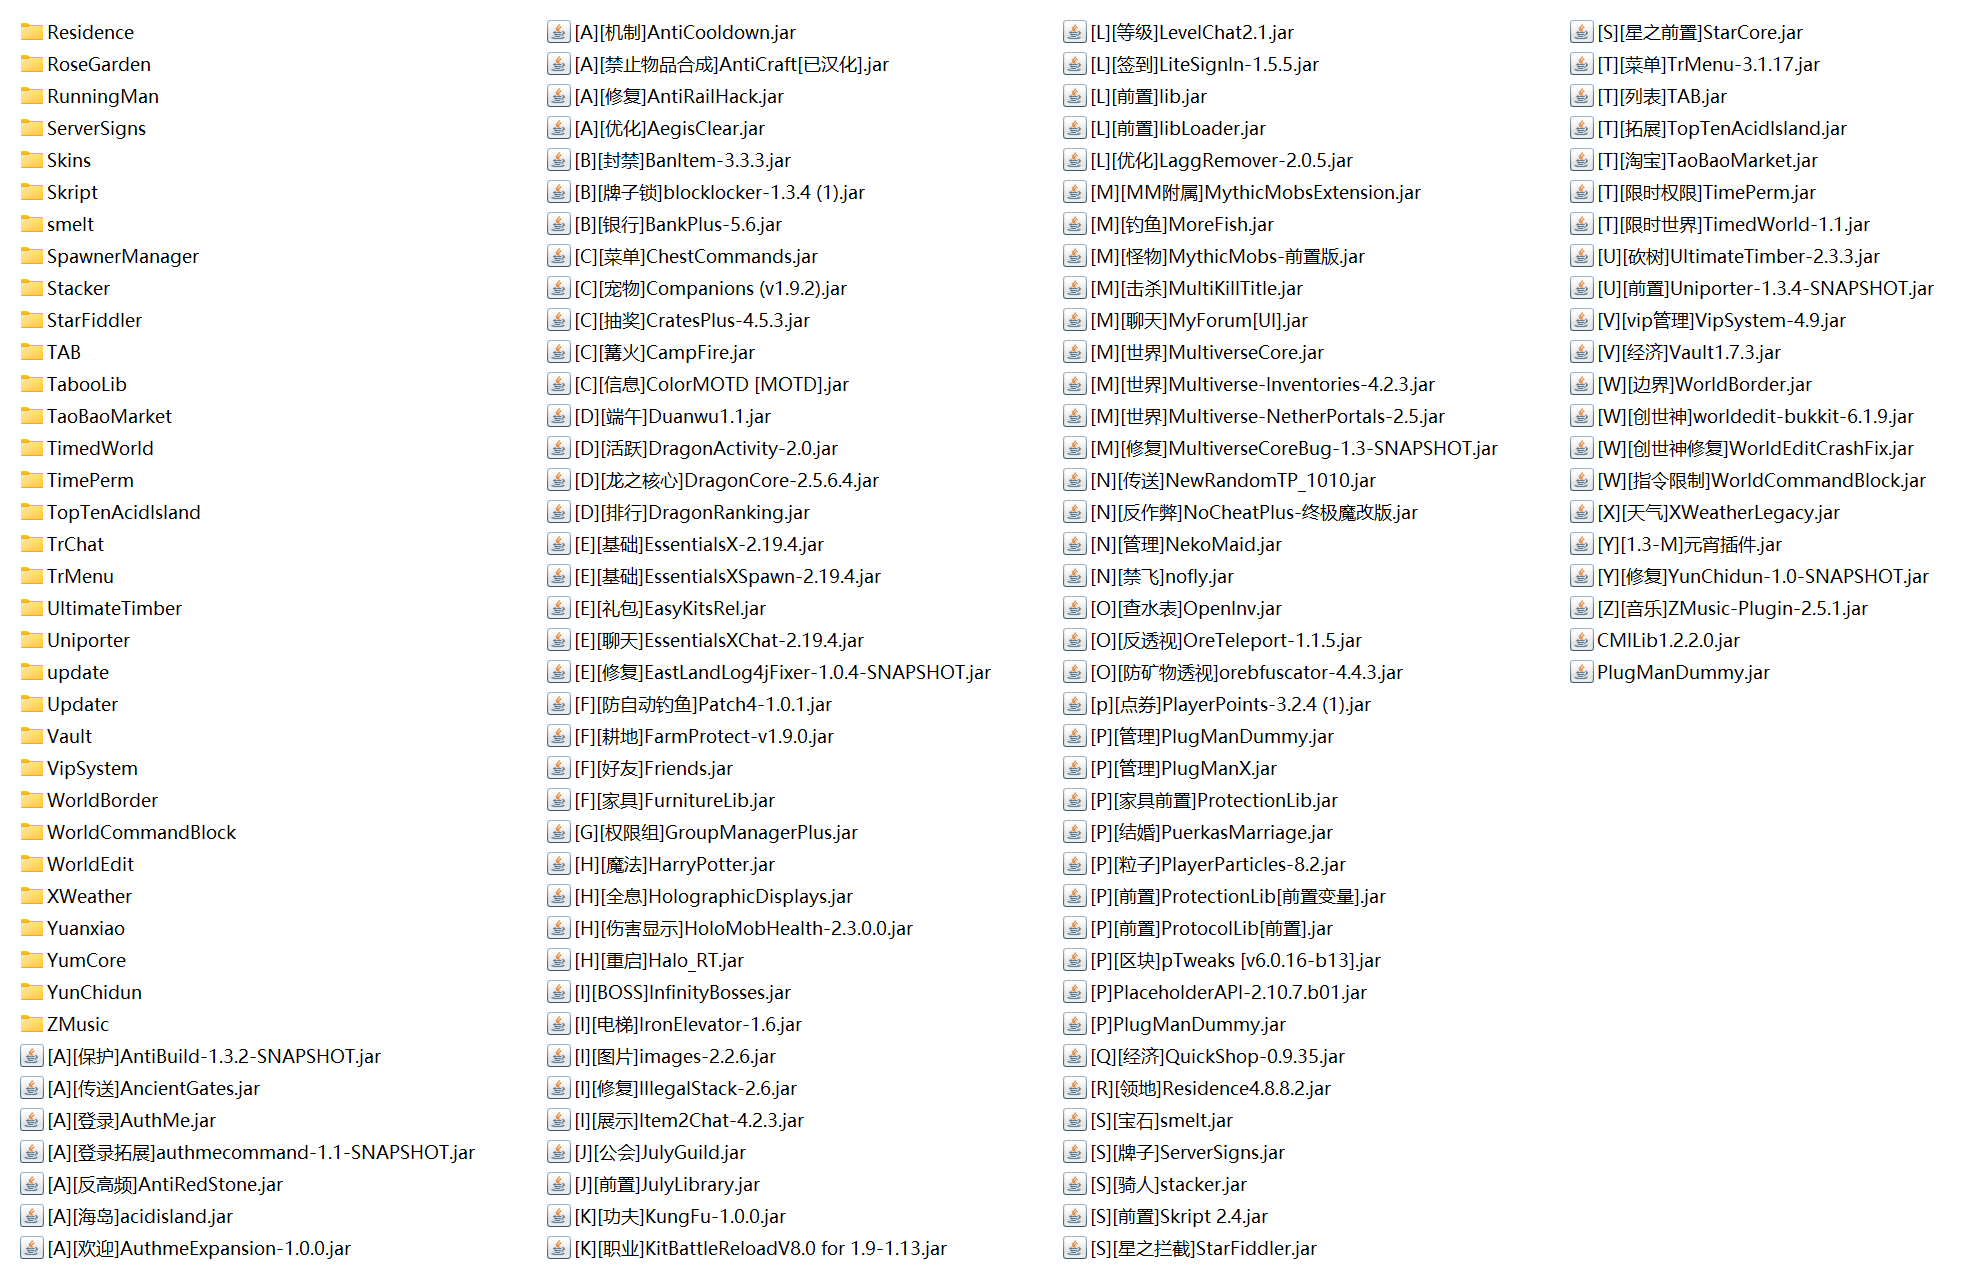 Residence
RoseGarden
RunningMan
ServerSigns
Skins
Skript
smelt
SpawnerManager
Stacker
StarFiddler
TAB
TabooLib
TaoBaoMarket
TimedWorld
TimePerm
TopTenAcidIsland
TrChat
TrMenu
UltimateTimber
Uniporter
update
Updater
Vault
VipSystem
WorldBorder
WorldCommandBlock
WorldEdit
XWeather
Yuanxiao
YumCore
YunChidun
ZMusic
[A][保护]AntiBuild-1.3.2-SNAPSHOT.jar
[A][传送]AncientGates.jar
[A][登录]AuthMe.jar
[A][登录拓展]authmecommand-1.1-SNAPSHOT.jar
[A][反高频]AntiRedStone.jar
[A][海岛]acidisland.jar
[A][欢迎]AuthmeExpansion-1.0.0.jar
[A][机制]AntiCooldown.jar
[A][禁止物品合成]AntiCraft[已汉化].jar
[A][修复]AntiRailHack.jar
[A][优化]AegisClear.jar
[B][封禁]BanItem-3.3.3.jar
[B][牌子锁]blocklocker-1.3.4 (1).jar
[B][银行]BankPlus-5.6.jar
[C][菜单]ChestCommands.jar
[C][宠物]Companions (v1.9.2).jar
[C][抽奖]CratesPlus-4.5.3.jar
[C][篝火]CampFire.jar
[C][信息]ColorMOTD [MOTD].jar
[D][端午]Duanwu1.1.jar
[D][活跃]DragonActivity-2.0.jar
[D][龙之核心]DragonCore-2.5.6.4.jar
[D][排行]DragonRanking.jar
[E][基础]EssentialsX-2.19.4.jar
[E][基础]EssentialsXSpawn-2.19.4.jar
[E][礼包]EasyKitsRel.jar
[E][聊天]EssentialsXChat-2.19.4.jar
[E][修复]EastLandLog4jFixer-1.0.4-SNAPSHOT.jar
[F][防自动钓鱼]Patch4-1.0.1.jar
[F][耕地]FarmProtect-v1.9.0.jar
[F][好友]Friends.jar
[F][家具]FurnitureLib.jar
[G][权限组]GroupManagerPlus.jar
[H][魔法]HarryPotter.jar
[H][全息]HolographicDisplays.jar
[H][伤害显示]HoloMobHealth-2.3.0.0.jar
[H][重启]Halo_RT.jar
[I][BOSS]InfinityBosses.jar
[I][电梯]IronElevator-1.6.jar
[I][图片]images-2.2.6.jar
[I][修复]IllegalStack-2.6.jar
[I][展示]Item2Chat-4.2.3.jar
[J][公会]JulyGuild.jar
[J][前置]JulyLibrary.jar
[K][功夫]KungFu-1.0.0.jar
[K][职业]KitBattleReloadV8.0 for 1.9-1.13.jar
[L][等级]LevelChat2.1.jar
[L][签到]LiteSignIn-1.5.5.jar
[L][前置]lib.jar
[L][前置]libLoader.jar
[L][优化]LaggRemover-2.0.5.jar
[M][MM附属]MythicMobsExtension.jar
[M][钓鱼]MoreFish.jar
[M][怪物]MythicMobs-前置版.jar
[M][击杀]MultiKillTitle.jar
[M][聊天]MyForum[UI].jar
[M][世界]MultiverseCore.jar
[M][世界]Multiverse-Inventories-4.2.3.jar
[M][世界]Multiverse-NetherPortals-2.5.jar
[M][修复]MultiverseCoreBug-1.3-SNAPSHOT.jar
[N][传送]NewRandomTP_1010.jar
[N][反作弊]NoCheatPlus-终极魔改版.jar
[N][管理]NekoMaid.jar
[N][禁飞]nofly.jar
[O][查水表]OpenInv.jar
[O][反透视]OreTeleport-1.1.5.jar
[O][防矿物透视]orebfuscator-4.4.3.jar
[p][点券]PlayerPoints-3.2.4 (1).jar
[P][管理]PlugManDummy.jar
[P][管理]PlugManX.jar
[P][家具前置]ProtectionLib.jar
[P][结婚]PuerkasMarriage.jar
[P][粒子]PlayerParticles-8.2.jar
[P][前置]ProtectionLib[前置变量].jar
[P][前置]ProtocolLib[前置].jar
[P][区块]pTweaks [v6.0.16-b13].jar
[P]PlaceholderAPI-2.10.7.b01.jar
[P]PlugManDummy.jar
[Q][经济]QuickShop-0.9.35.jar
[R][领地]Residence4.8.8.2.jar
[S][宝石]smelt.jar
[S][牌子]ServerSigns.jar
[S][骑人]stacker.jar
[S][前置]Skript 2.4.jar
[S][星之拦截]StarFiddler.jar
[S][星之前置]StarCore.jar
[T][菜单]TrMenu-3.1.17.jar
[T][列表]TAB.jar
[T][拓展]TopTenAcidIsland.jar
[T][淘宝]TaoBaoMarket.jar
[T][限时权限]TimePerm.jar
[T][限时世界]TimedWorld-1.1.jar
[U][砍树]UltimateTimber-2.3.3.jar
[U][前置]Uniporter-1.3.4-SNAPSHOT.jar
[V][vip管理]VipSystem-4.9.jar
[V][经济]Vault1.7.3.jar
[W][边界]WorldBorder.jar
[W][创世神]worldedit-bukkit-6.1.9.jar
[W][创世神修复]WorldEditCrashFix.jar
[W][指令限制]WorldCommandBlock.jar
[X][天气]XWeatherLegacy.jar
[Y][1.3-M]元宵插件.jar
[Y][修复]YunChidun-1.0-SNAPSHOT.jar
[Z][音乐]ZMusic-Plugin-2.5.1.jar
CMILib1.2.2.0.jar
PlugManDummy.jar